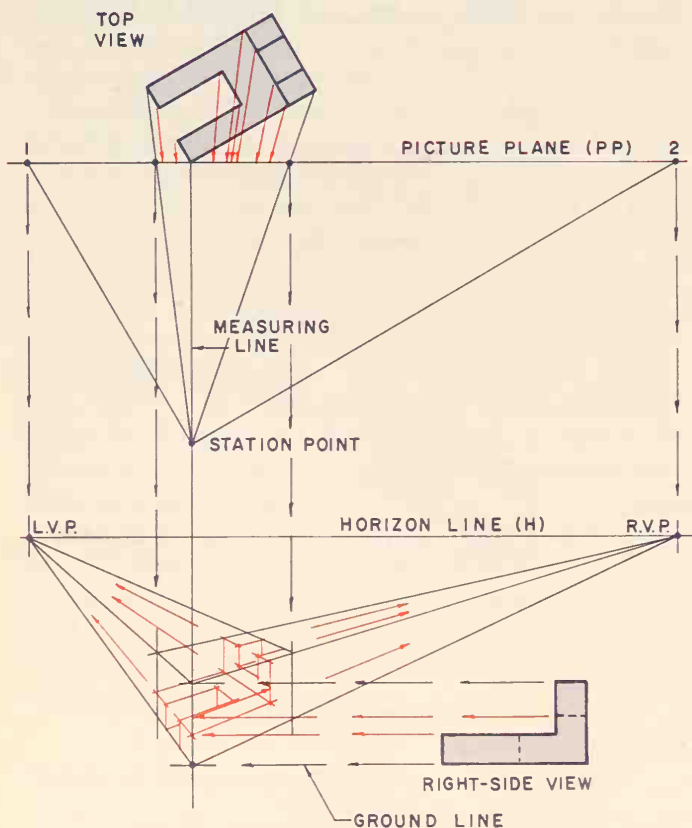 TOP
VIEW
1
PICTURE PLANE (PP)
2
MEASURING
LINE
STATION POINT
L.V.P.
HORIZON LINE (H)
R.V.P.
RIGHT-SIDE VIEW
GROUND LINE